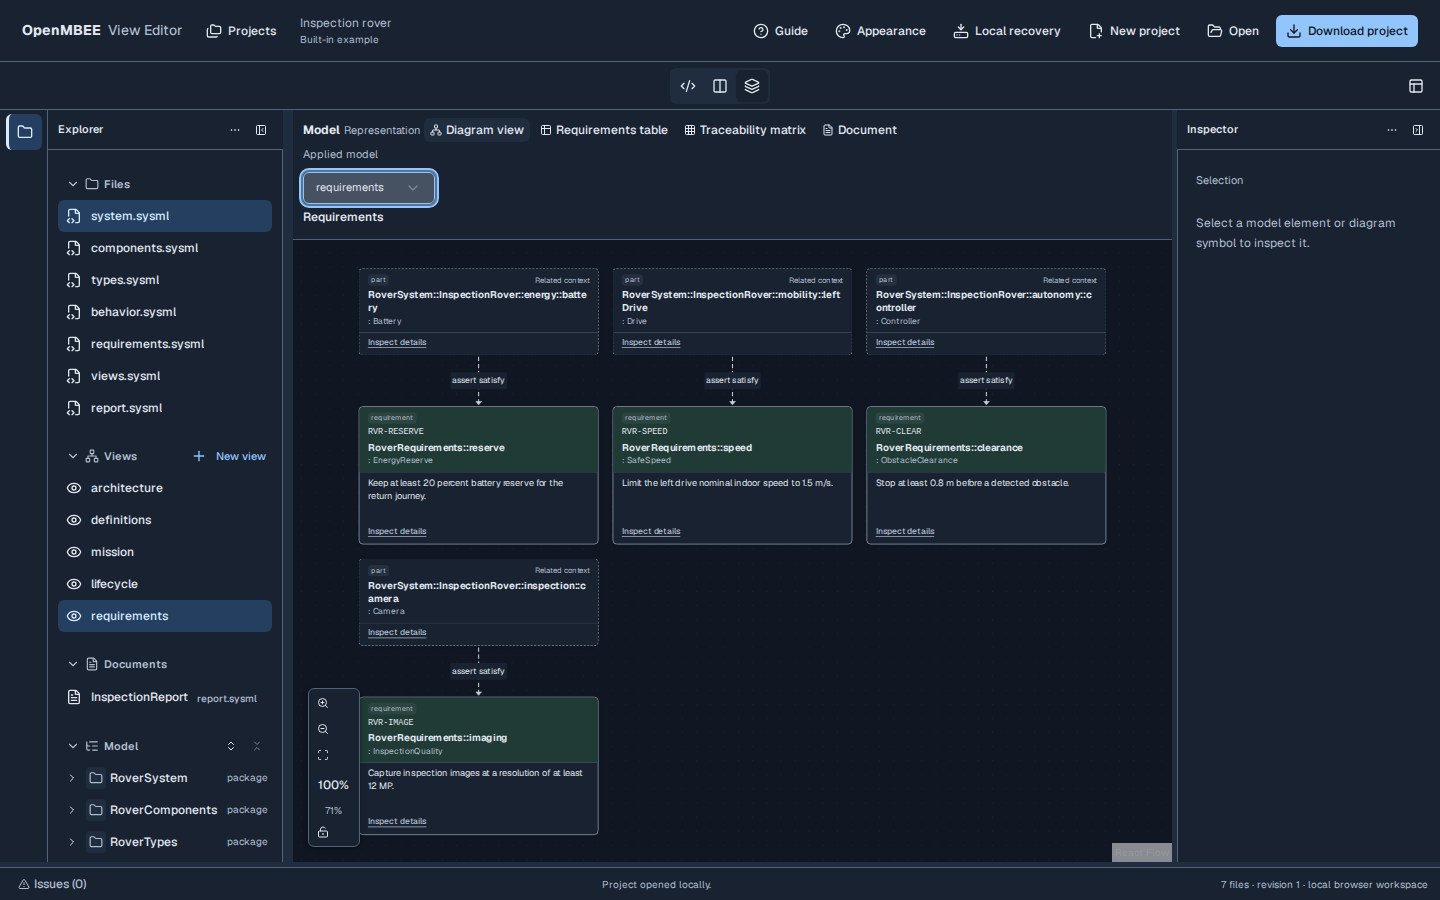 OpenMBEE View Editor
Projects
Inspection rover
Built-in example
Guide
Appearance
Local recovery
New project
Open
Download project
Explorer
Files
system.sysml
components.sysml
types.sysml
behavior.sysml
requirements.sysml
views.sysml
report.sysml
Views
New view
architecture
definitions
mission
lifecycle
requirements
Documents
InspectionReport report.sysml
Model
RoverSystem package
RoverComponents package
RoverTypes package
Model Representation
Diagram view
Requirements table
Traceability matrix
Document
Applied model
requirements
Requirements
part Related context
RoverSystem::InspectionRover::energy::batte
ry
: Battery
Inspect details
assert satisfy
requirement
RVR-RESERVE
RoverRequirements::reserve
: EnergyReserve
Keep at least 20 percent battery reserve for the
return journey.
Inspect details
part Related context
RoverSystem::InspectionRover::mobility::left
Drive
: Drive
Inspect details
assert satisfy
requirement
RVR-SPEED
RoverRequirements::speed
: SafeSpeed
Limit the left drive nominal indoor speed to 1.5 m/s.
Inspect details
part Related context
RoverSystem::InspectionRover::autonomy::c
ontroller
: Controller
Inspect details
assert satisfy
requirement
RVR-CLEAR
RoverRequirements::clearance
: ObstacleClearance
Stop at least 0.8 m before a detected obstacle.
Inspect details
part Related context
RoverSystem::InspectionRover::inspection::c
amera
: Camera
Inspect details
assert satisfy
requirement
RVR-IMAGE
RoverRequirements::imaging
: InspectionQuality
Capture inspection images at a resolution of at least
12 MP.
Inspect details
100%
71%
React Flow
Inspector
Selection
Select a model element or diagram
symbol to inspect it.
Issues (0)
Project opened locally.
7 files · revision 1 · local browser workspace